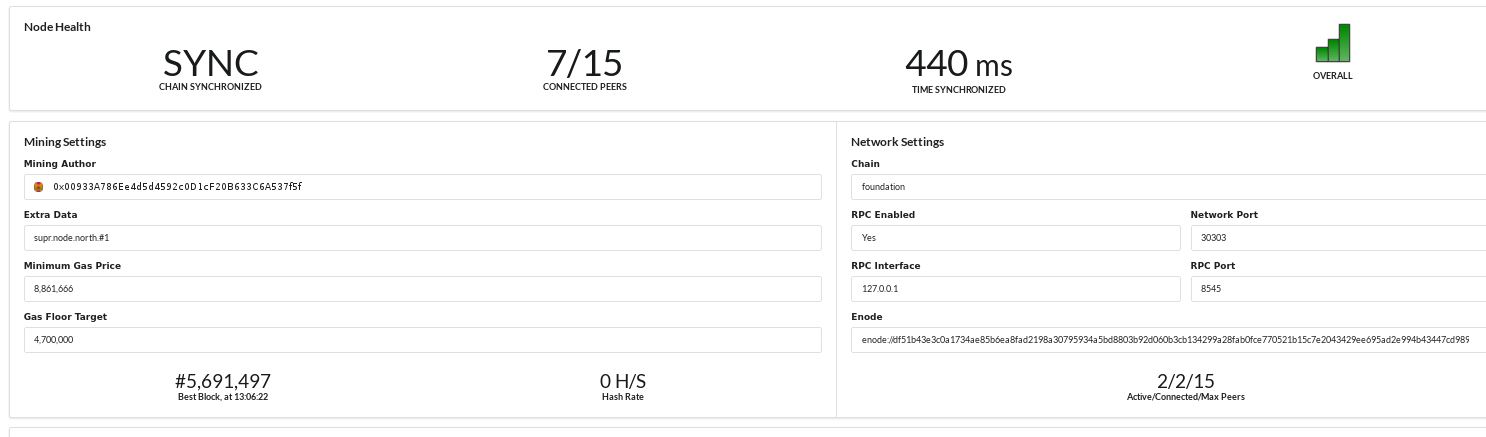 Node Health
SYNC
CHAIN SYNCHRONIZED
7/15
CONNECTED PEERS
440 ms
TIME SYNCHRONIZED
OVERALL
Mining Settings
Mining Author
0x00933A786Ee4d5d4592c0D1cF20B633C6A537f5f
Extra Data
supr.node.north.#1
Minimum Gas Price
8,861,666
Gas Floor Target
4,700,000
#5,691,497
Best Block, at 13:06:22
0 H/S
Hash Rate
Network Settings
Chain
foundation
RPC Enabled
Network Port
Yes
30303
RPC Interface
RPC Port
127.0.0.1
8545
Enode
enode://df51b43e3c0a1734ae85b6ea8fad2198a30795934a5bd8803b92d060b3cb134299a28fab0fce770521b15c7e2043429ee695ad2e994b43447cd989
2/2/15
Active/Connected/Max Peers